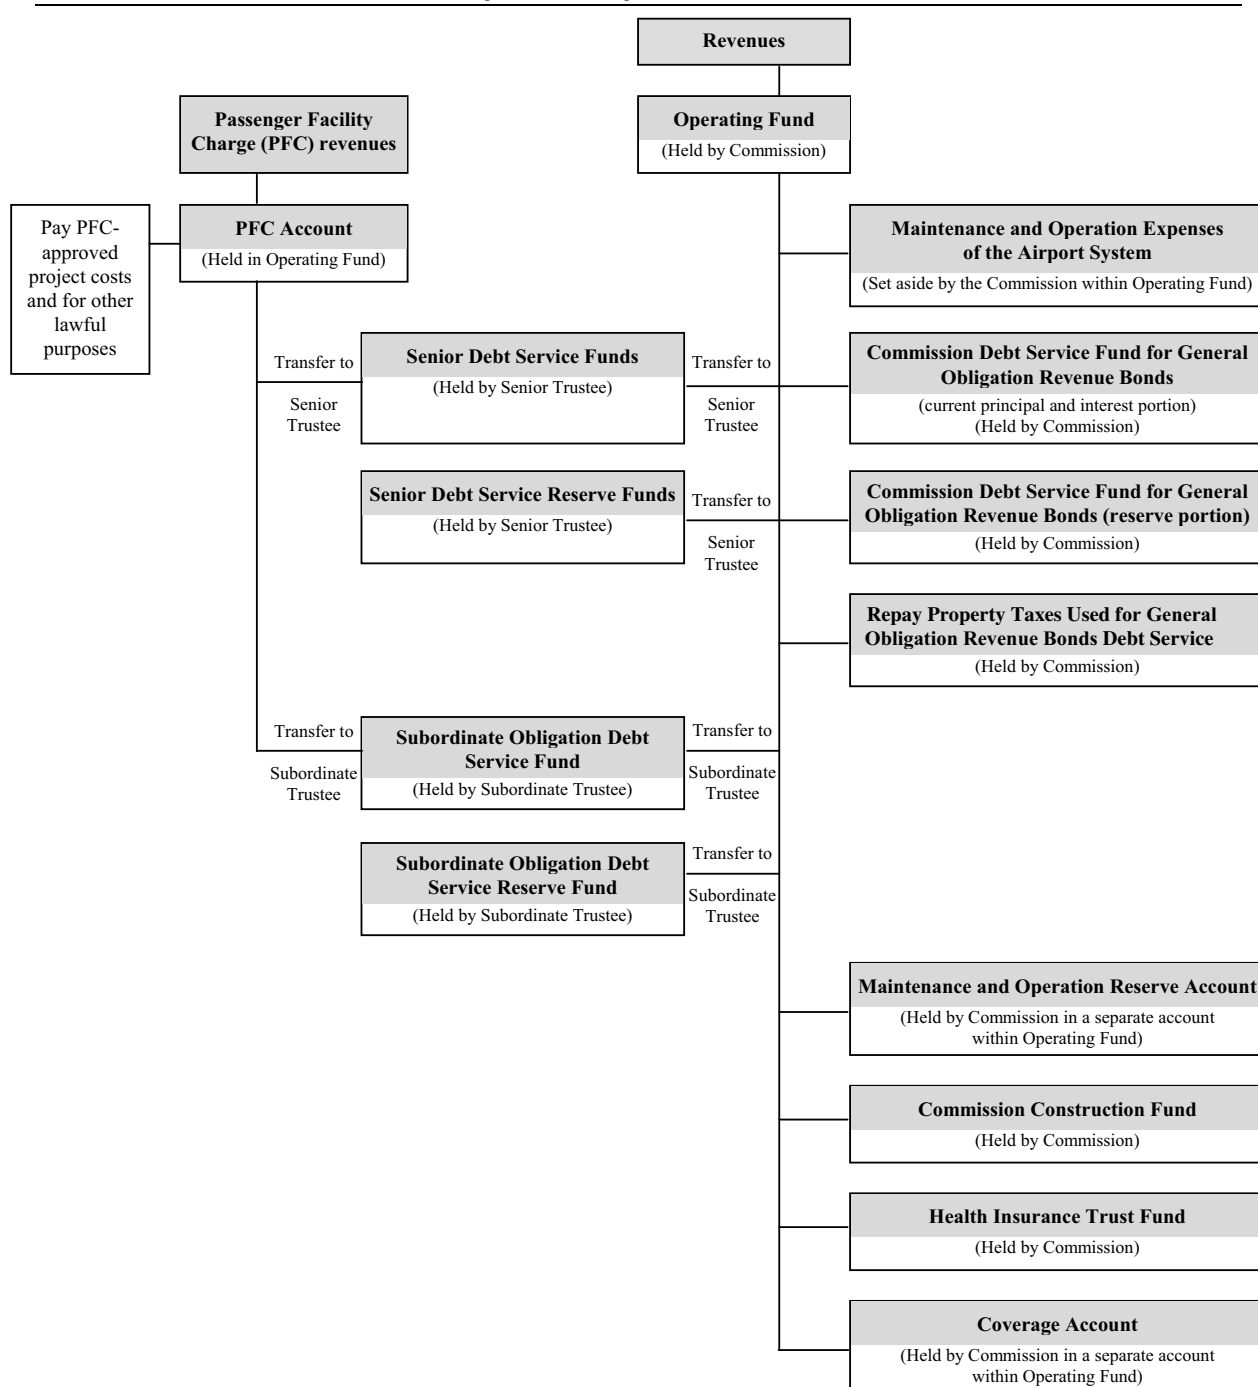 Revenues
Passenger Facility
Charge (PFC) revenues
Operating Fund
(Held by Commission)
Pay PFC-
approved
project costs
and for other
lawful
purposes
PFC Account
(Held in Operating Fund)
Maintenance and Operation Expenses
of the Airport System
(Set aside by the Commission within Operating Fund)
Transfer to
Senior
Trustee
Senior Debt Service Funds
(Held by Senior Trustee)
Transfer to
Senior
Trustee
Commission Debt Service Fund for General
Obligation Revenue Bonds
(current principal and interest portion)
(Held by Commission)
Senior Debt Service Reserve Funds
(Held by Senior Trustee)
Transfer to
Senior
Trustee
Commission Debt Service Fund for General
Obligation Revenue Bonds (reserve portion)
(Held by Commission)
Repay Property Taxes Used for General
Obligation Revenue Bonds Debt Service
(Held by Commission)
Transfer to
Subordinate
Trustee
Subordinate Obligation Debt
Service Fund
(Held by Subordinate Trustee)
Transfer to
Subordinate
Trustee
Subordinate Obligation Debt
Service Reserve Fund
(Held by Subordinate Trustee)
Transfer to
Subordinate
Trustee
Maintenance and Operation Reserve Account
(Held by Commission in a separate account
within Operating Fund)
Commission Construction Fund
(Held by Commission)
Health Insurance Trust Fund
(Held by Commission)
Coverage Account
(Held by Commission in a separate account
within Operating Fund)